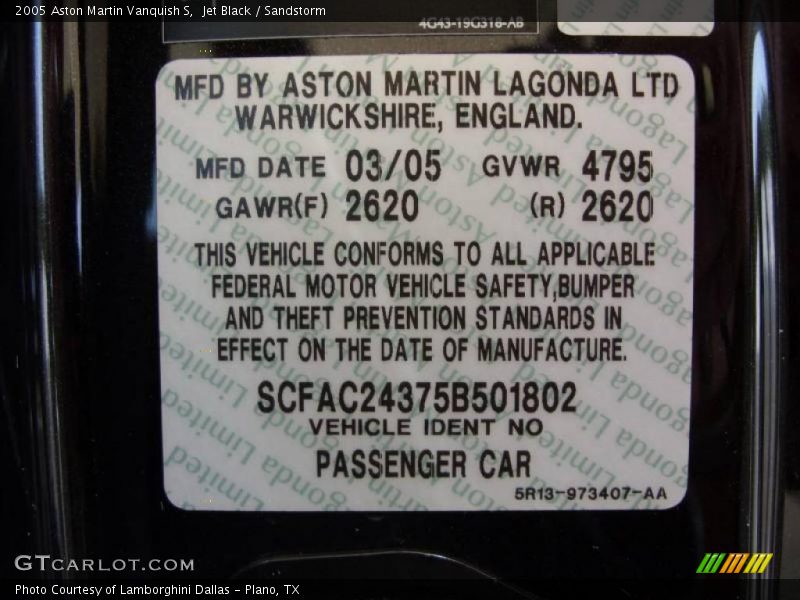 2005 Aston Martin Vanquish S,  Jet Black / Sandstorm
4G43-19G318-AB
MFD BY ASTON MARTIN LAGONDA LTD
WARWICKSHIRE, ENGLAND.
MFD DATE 03/05 GVWR 4795
GAWR(F) 2620 (R) 2620
THIS VEHICLE CONFORMS TO ALL APPLICABLE
FEDERAL MOTOR VEHICLE SAFETY,BUMPER
AND THEFT PREVENTION STANDARDS IN
EFFECT ON THE DATE OF MANUFACTURE.
SCFAC24375B501802
VEHICLE IDENT NO
PASSENGER CAR
5R13-973407-AA
GTCARLOT.COM
Photo Courtesy of Lamborghini Dallas - Plano, TX